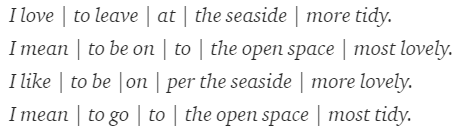 I love | to leave | at | the seaside | more tidy.
I mean | to be on | to | the open space | most lovely.
I like | to be |on | per the seaside | more lovely.
I mean | to go | to | the open space | most tidy.